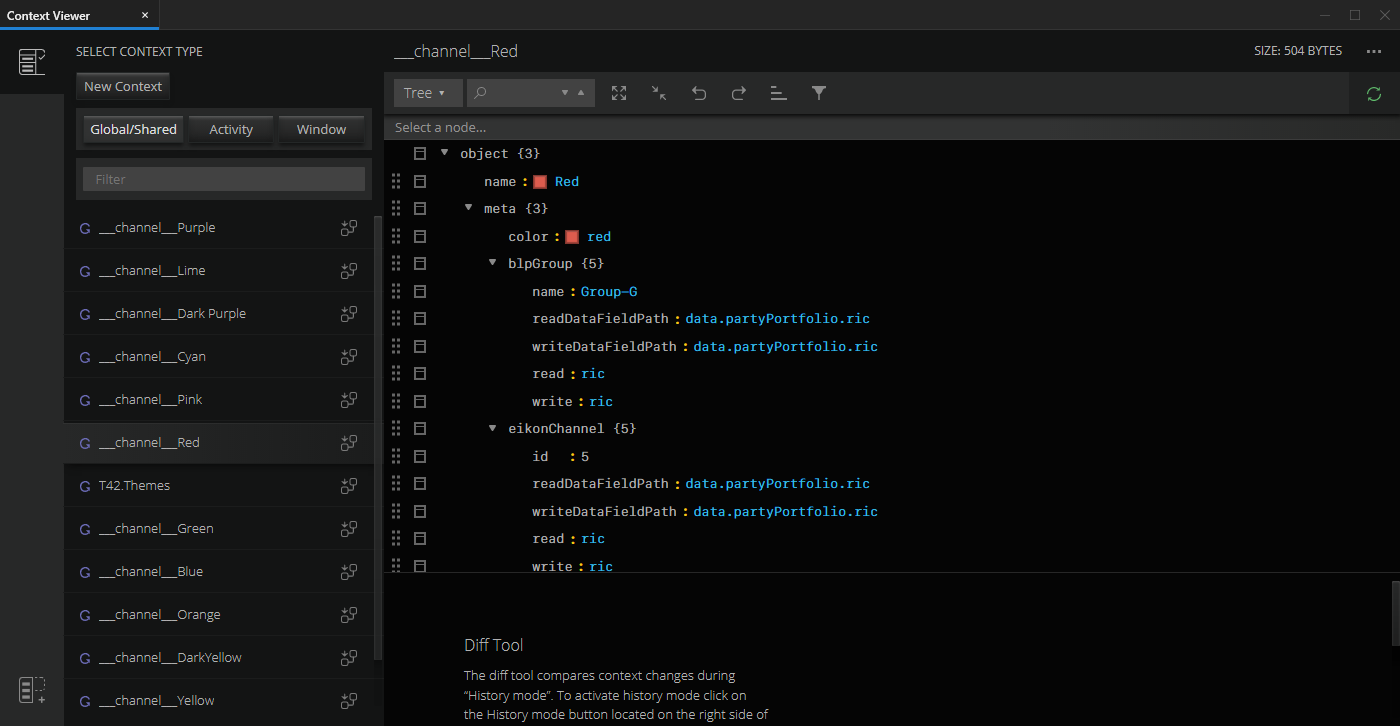 Context Viewer
SELECT CONTEXT TYPE
New Context
Global/Shared Activity Window
Filter
G ___channel___Purple
G ___channel___Lime
G ___channel___Dark Purple
G ___channel___Cyan
G ___channel___Pink
G ___channel___Red
G T42.Themes
G ___channel___Green
G ___channel___Blue
G ___channel___Orange
G ___channel___DarkYellow
G ___channel___Yellow
___channel___Red
SIZE: 504 BYTES
Tree
Select a node...
object {3}
name : Red
meta {3}
color : red
blpGroup {5}
name : Group-G
readDataFieldPath : data.partyPortfolio.ric
writeDataFieldPath : data.partyPortfolio.ric
read : ric
write : ric
eikonChannel {5}
id : 5
readDataFieldPath : data.partyPortfolio.ric
writeDataFieldPath : data.partyPortfolio.ric
read : ric
write : ric
Diff Tool
The diff tool compares context changes during
“History mode”. To activate history mode click on
the History mode button located on the right side of